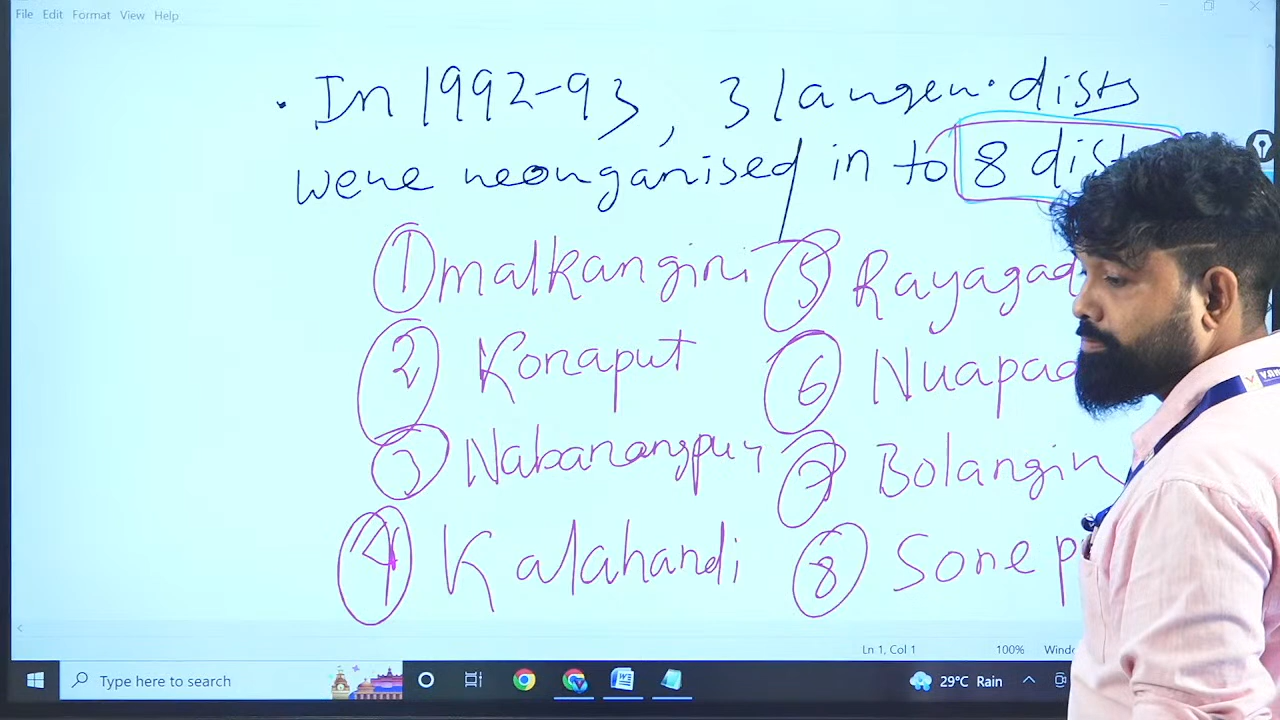 File Edit Format View Help
· In 1992-93, 3 langer · dists
were reorganised in to 8 dist
① malkangiri ⑤ Rayagad
② Koraput ⑥ Nuapad
③ Nabarangpur ⑦ Bolangir
④ Kalahandi ⑧ Sonep
Ln 1, Col 1 100% Windo
Type here to search 29°C Rain